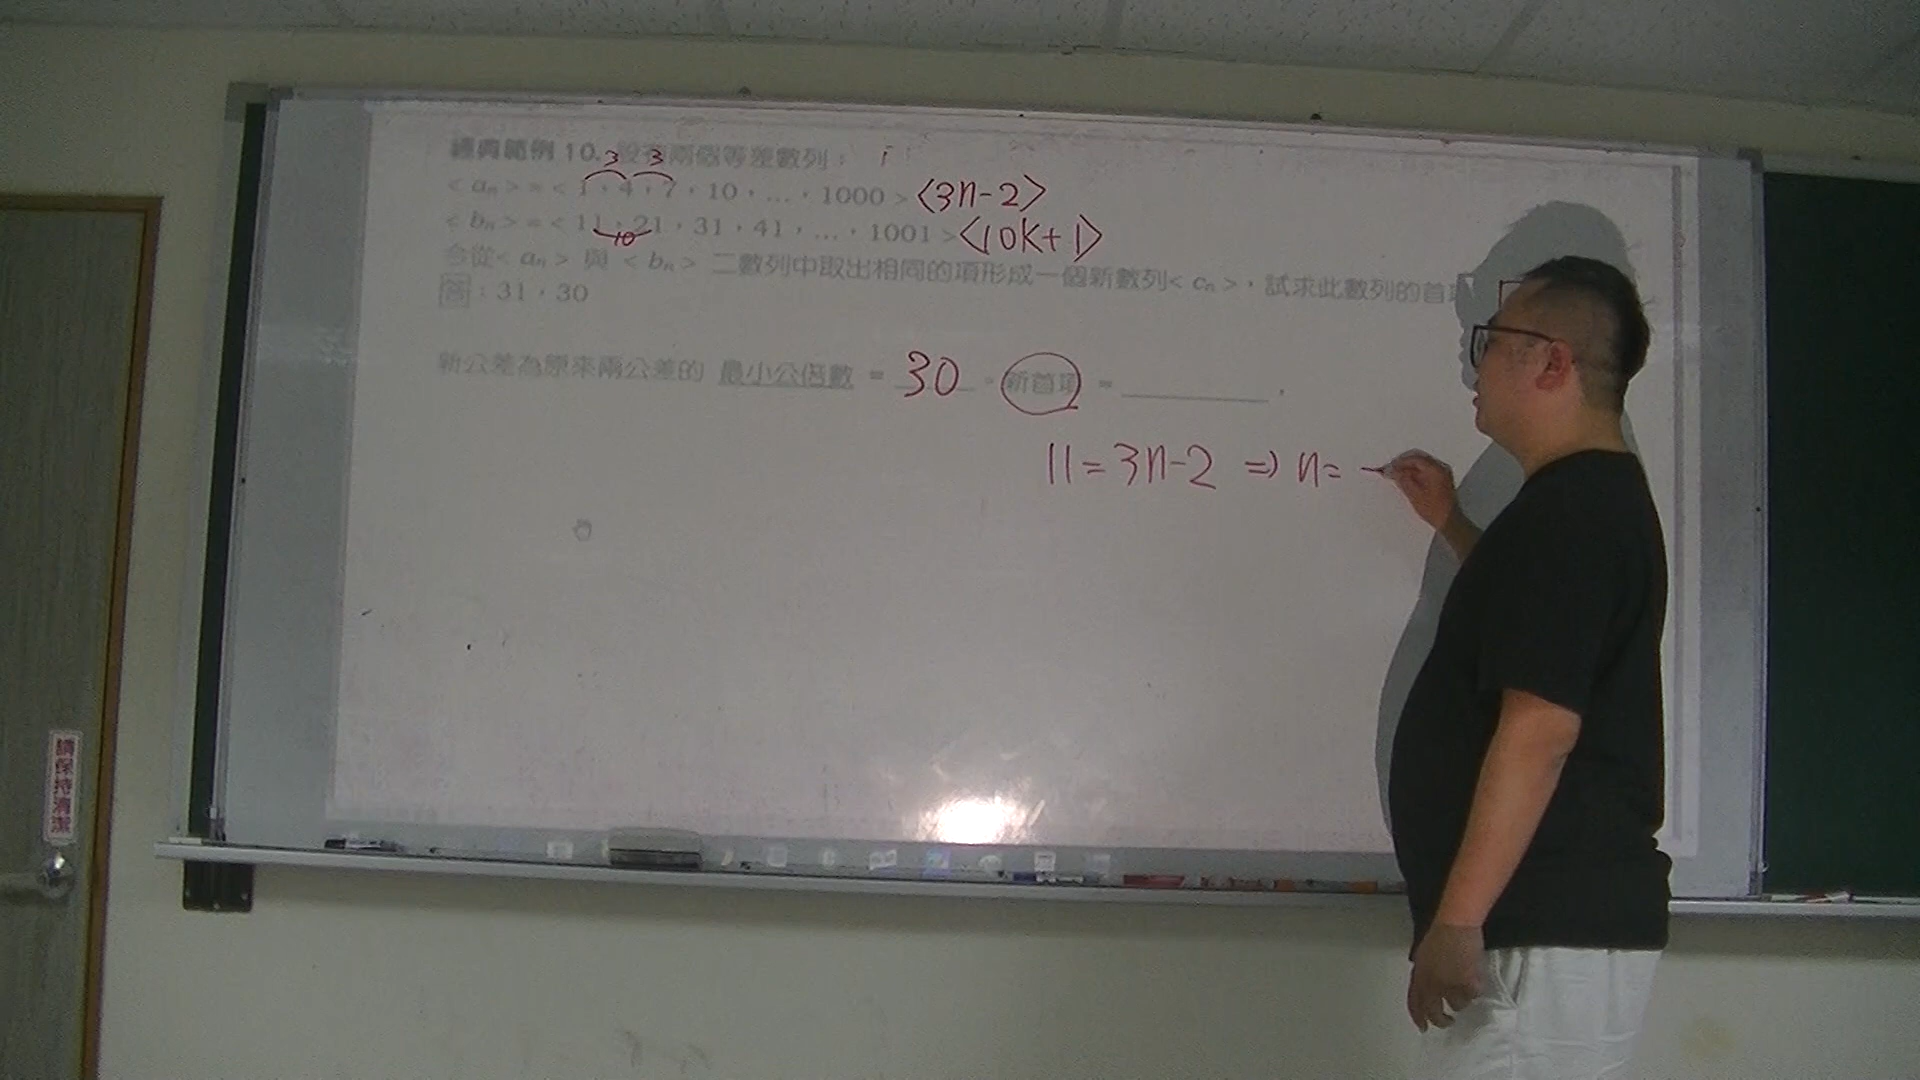 經典範例 10. 設有兩個等差數列：
3 3
< aₙ > = < 1，4，7，10，…，1000 > ⟨3n-2⟩
< bₙ > = < 11，21，31，41，…，1001 > ⟨10k+1⟩
10
令從< aₙ > 與 < bₙ > 二數列中取出相同的項形成一個新數列< cₙ >，試求此數列的首
答：31，30
新公差為原來兩公差的 最小公倍數 = 30。新首項 = ________ .
11=3n-2 ⇒ n=
請保持清潔